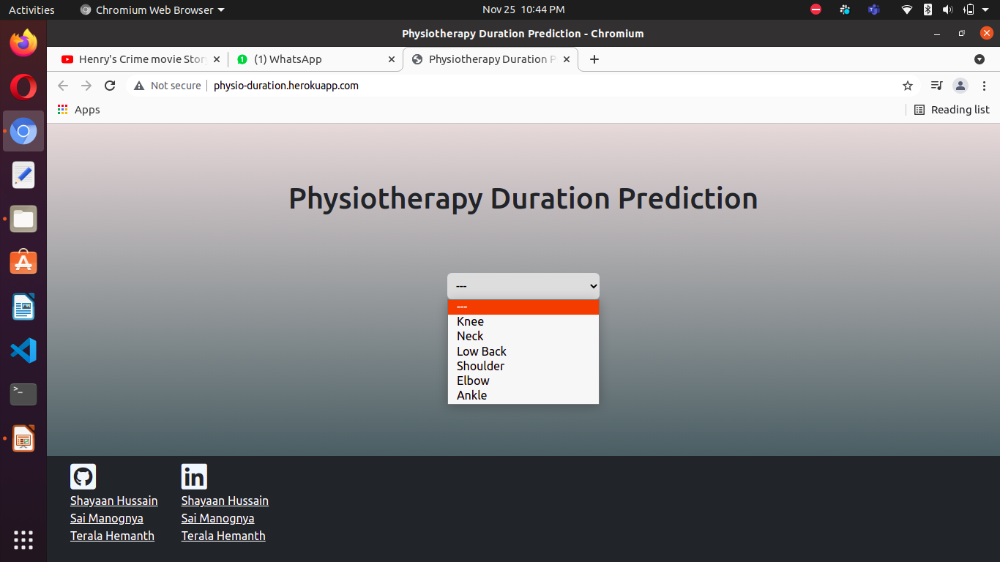 Activities
Chromium Web Browser
Nov 25 10:44 PM
Physiotherapy Duration Prediction - Chromium
Henry's Crime movie Stor
(1) WhatsApp
Physiotherapy Duration P
Not secure
physio-duration.herokuapp.com
Apps
Reading list
Physiotherapy Duration Prediction
---
---
Knee
Neck
Low Back
Shoulder
Elbow
Ankle
in
Shayaan Hussain
Sai Manognya
Terala Hemanth
Shayaan Hussain
Sai Manognya
Terala Hemanth